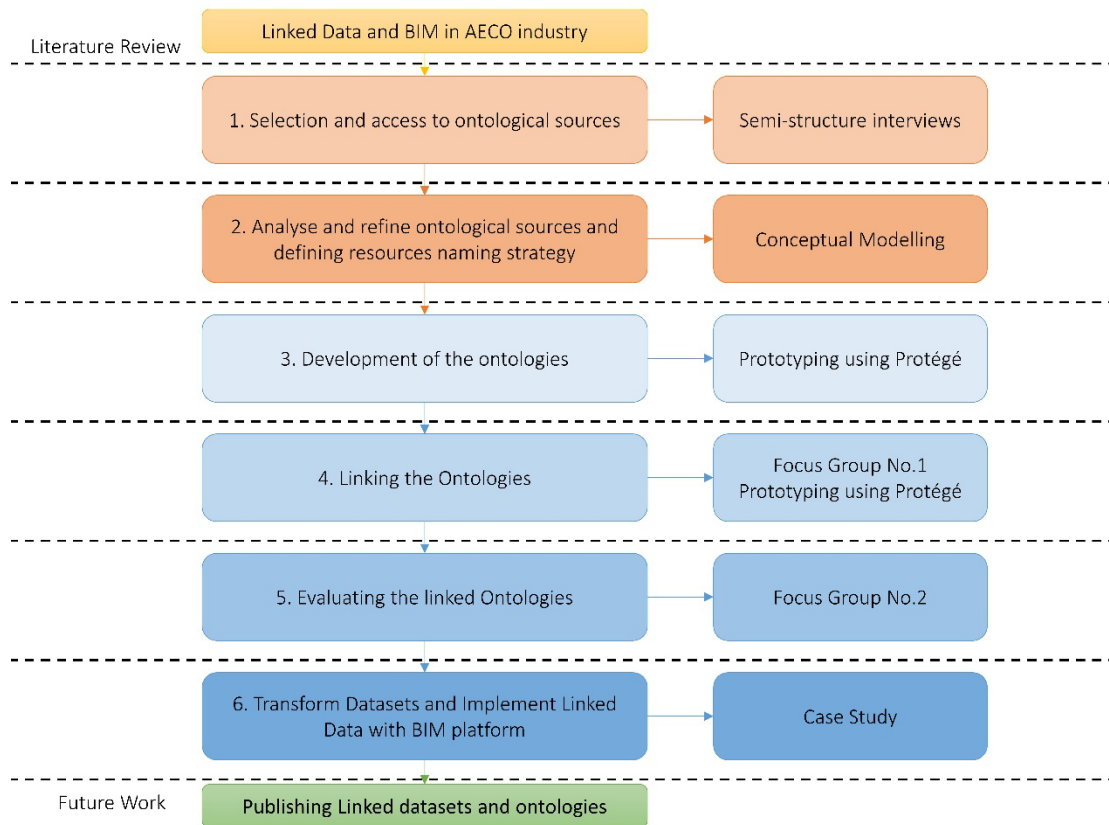 Linked Data and BIM in AECO industry
Literature Review
1. Selection and access to ontological sources
Semi-structure interviews
2. Analyse and refine ontological sources and
defining resources naming strategy
Conceptual Modelling
3. Development of the ontologies
Prototyping using Protégé
4. Linking the Ontologies
Focus Group No.1
Prototyping using Protégé
5. Evaluating the linked Ontologies
Focus Group No.2
6. Transform Datasets and Implement Linked
Data with BIM platform
Case Study
Future Work
Publishing Linked datasets and ontologies